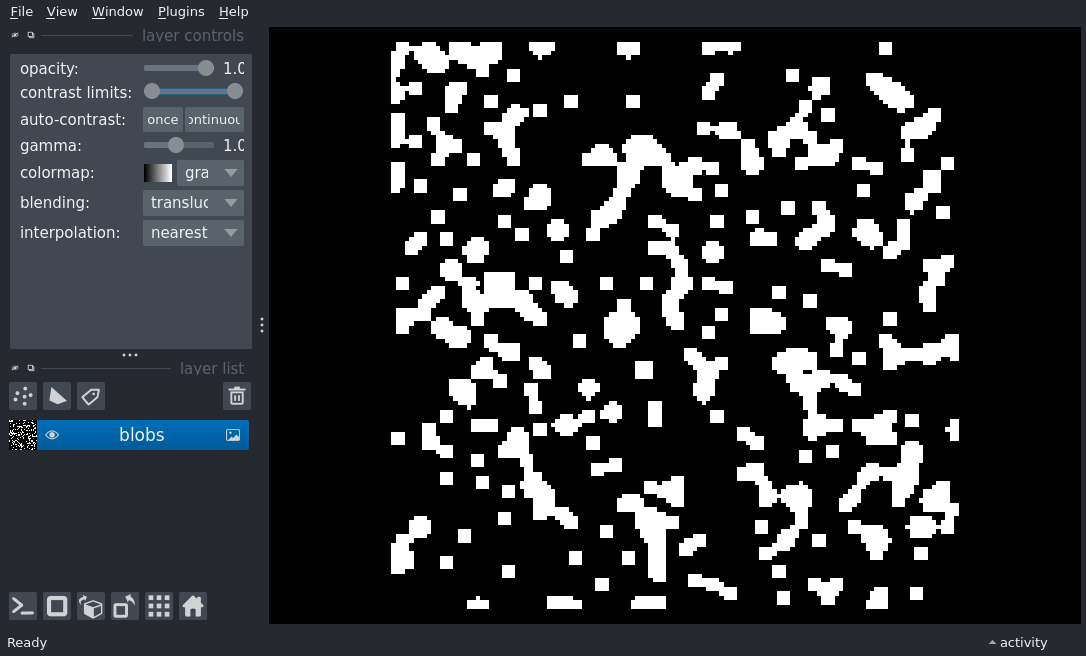 File View Window Plugins Help
layer controls
opacity: 1.0
contrast limits:
auto-contrast: once ontinuou
gamma: 1.0
colormap: gra
blending: transluc
interpolation: nearest
layer list
blobs
Ready
activity